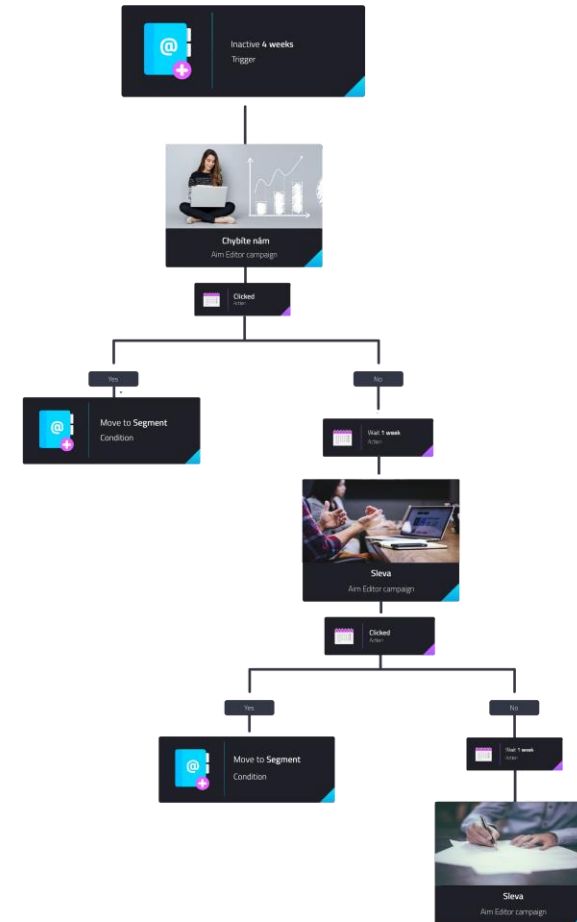 Inactive 4 weeks
Trigger
Chybíte nám
Aim Editor campaign
Clicked
Action
Yes
No
Move to Segment
Condition
Wait 1 week
Action
Sleva
Aim Editor campaign
Clicked
Action
Yes
No
Move to Segment
Condition
Wait 1 week
Action
Sleva
Aim Editor campaign